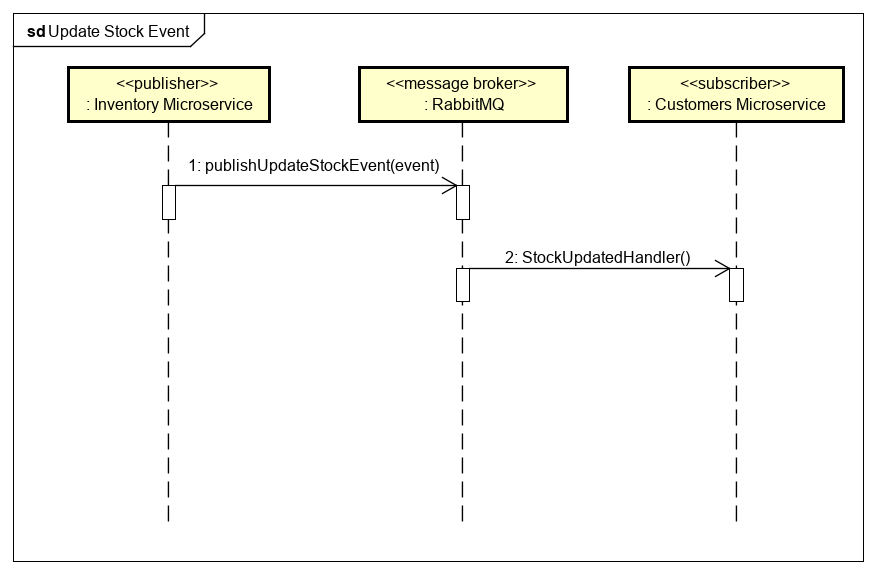 sd Update Stock Event
<<publisher>>
: Inventory Microservice
<<message broker>>
: RabbitMQ
<<subscriber>>
: Customers Microservice
1: publishUpdateStockEvent(event)
2: StockUpdatedHandler()